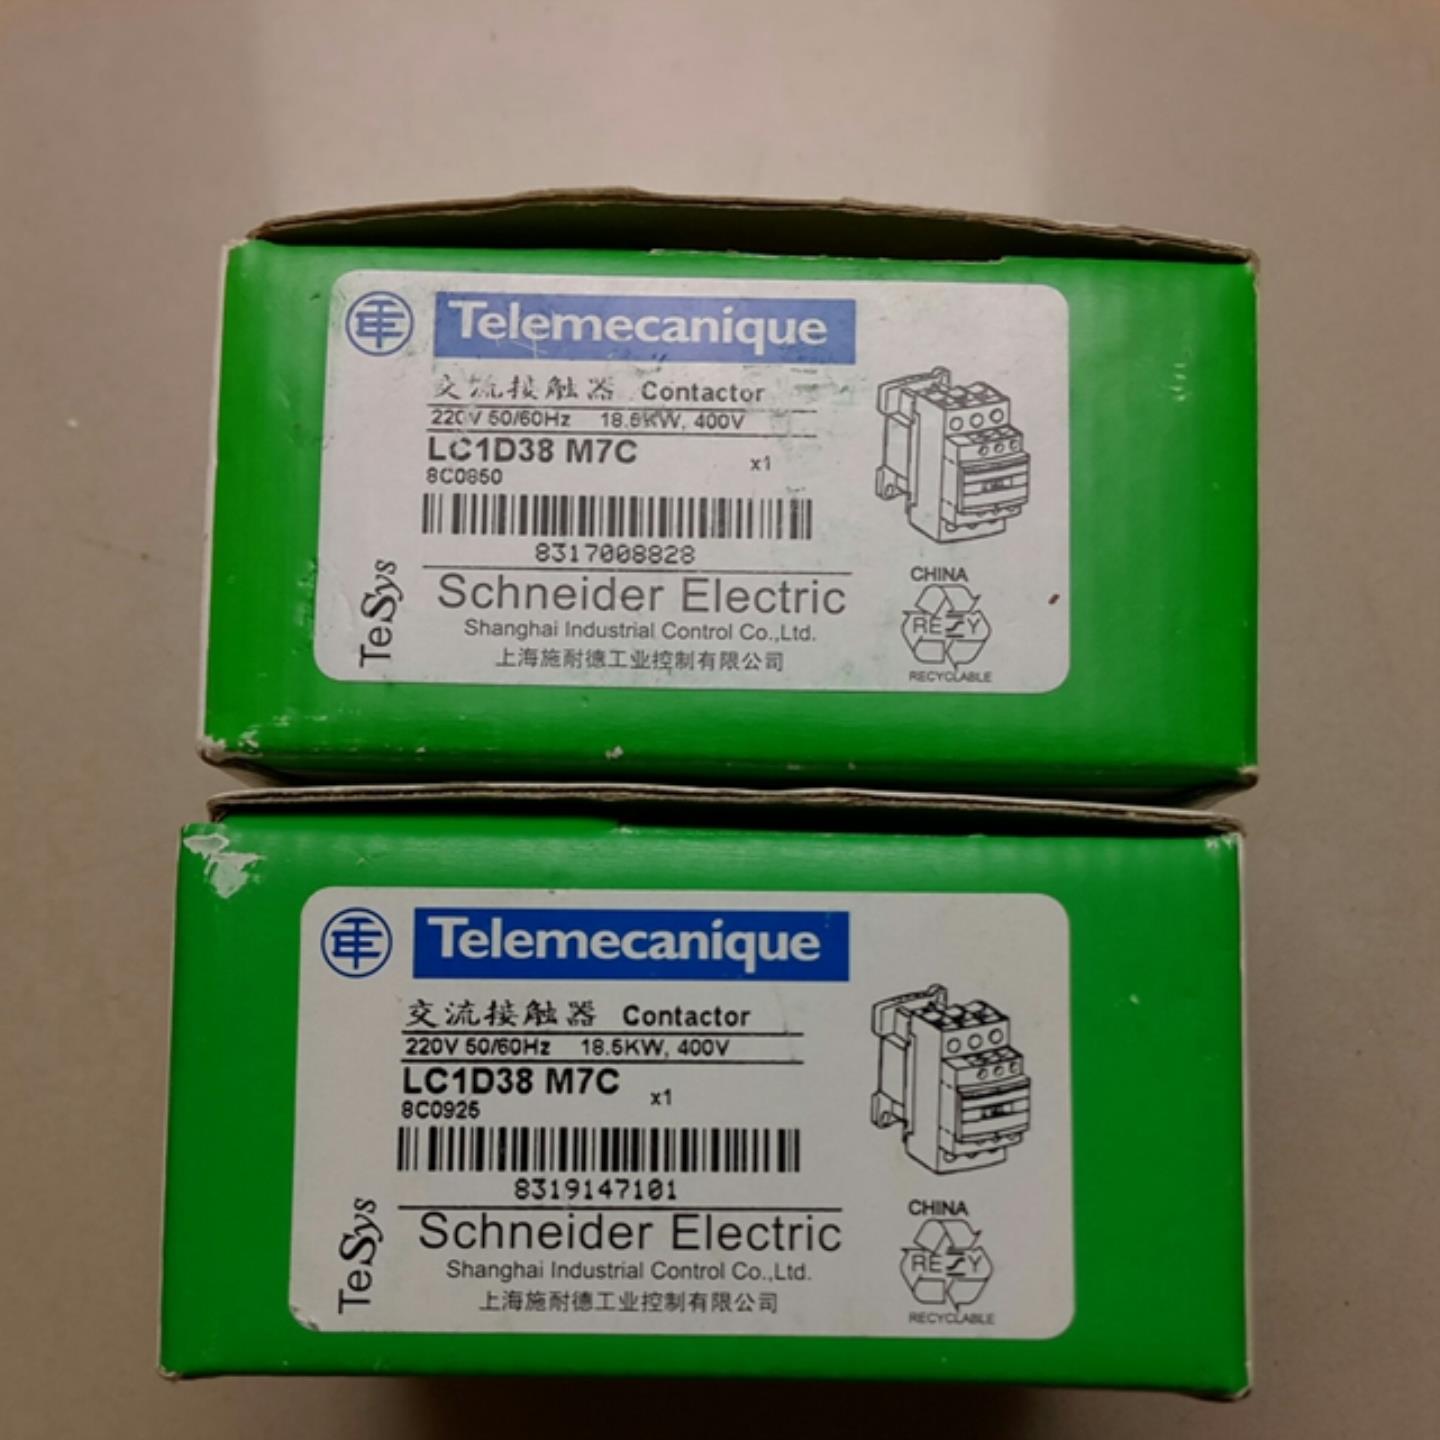 Telemecanique
交流接触器 Contactor
220V 50/60Hz 18.5KW, 400V
LC1D38 M7C x1
8C0850
8317008828
TeSys
Schneider Electric
Shanghai Industrial Control Co.,Ltd.
上海施耐德工业控制有限公司
CHINA
RECYCLABLE
Telemecanique
交流接触器 Contactor
220V 50/60Hz 18.5KW, 400V
LC1D38 M7C x1
8C0925
8319147101
TeSys
Schneider Electric
Shanghai Industrial Control Co.,Ltd.
上海施耐德工业控制有限公司
CHINA
RECYCLABLE